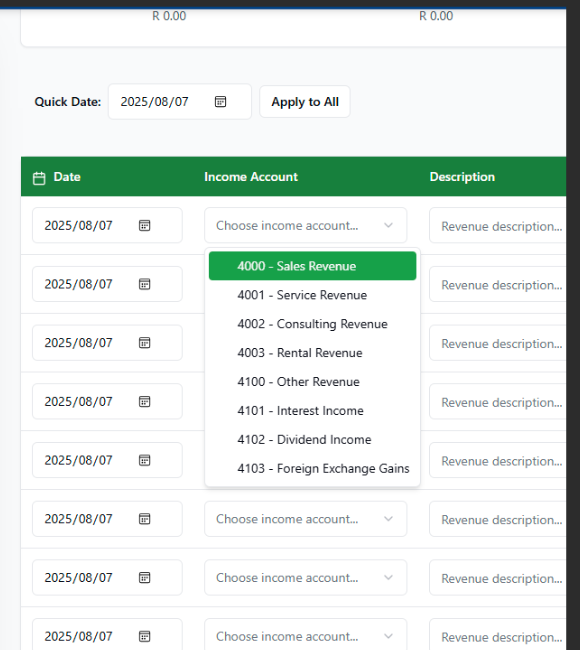 R 0.00 R 0.00
Quick Date: 2025/08/07 Apply to All
Date Income Account Description
2025/08/07 Choose income account... Revenue description...
4000 - Sales Revenue
2025/08/07 4001 - Service Revenue Revenue description...
4002 - Consulting Revenue
2025/08/07 4003 - Rental Revenue Revenue description...
4100 - Other Revenue
2025/08/07 4101 - Interest Income Revenue description...
4102 - Dividend Income
2025/08/07 4103 - Foreign Exchange Gains Revenue description...
2025/08/07 Choose income account... Revenue description...
2025/08/07 Choose income account... Revenue description...
2025/08/07 Choose income account... Revenue description...